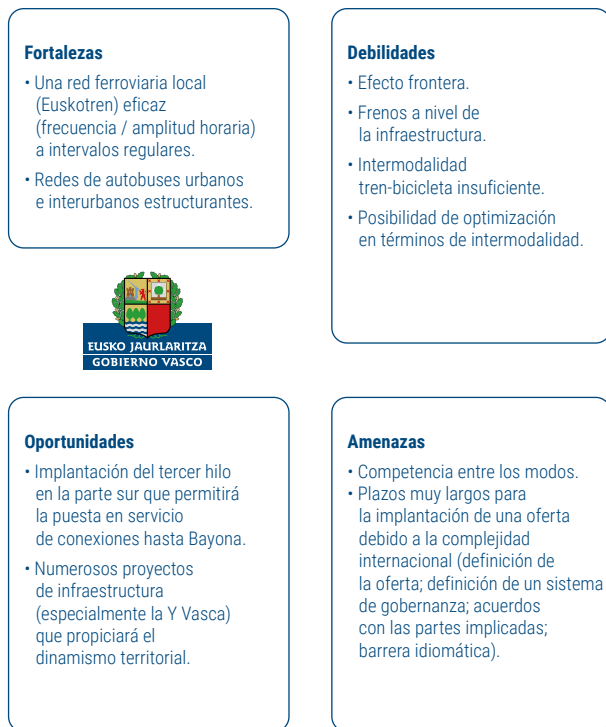 Fortalezas
• Una red ferroviaria local
(Euskotren) eficaz
(frecuencia / amplitud horaria)
a intervalos regulares.
• Redes de autobuses urbanos
e interurbanos estructurantes.
Debilidades
• Efecto frontera.
• Frenos a nivel de
la infraestructura.
• Intermodalidad
tren-bicicleta insuficiente.
• Posibilidad de optimización
en términos de intermodalidad.
EUSKO JAURLARITZA
GOBIERNO VASCO
Oportunidades
• Implantación del tercer hilo
en la parte sur que permitirá
la puesta en servicio
de conexiones hasta Bayona.
• Numerosos proyectos
de infraestructura
(especialmente la Y Vasca)
que propiciará el
dinamismo territorial.
Amenazas
• Competencia entre los modos.
• Plazos muy largos para
la implantación de una oferta
debido a la complejidad
internacional (definición de
la oferta; definición de un sistema
de gobernanza; acuerdos
con las partes implicadas;
barrera idiomática).